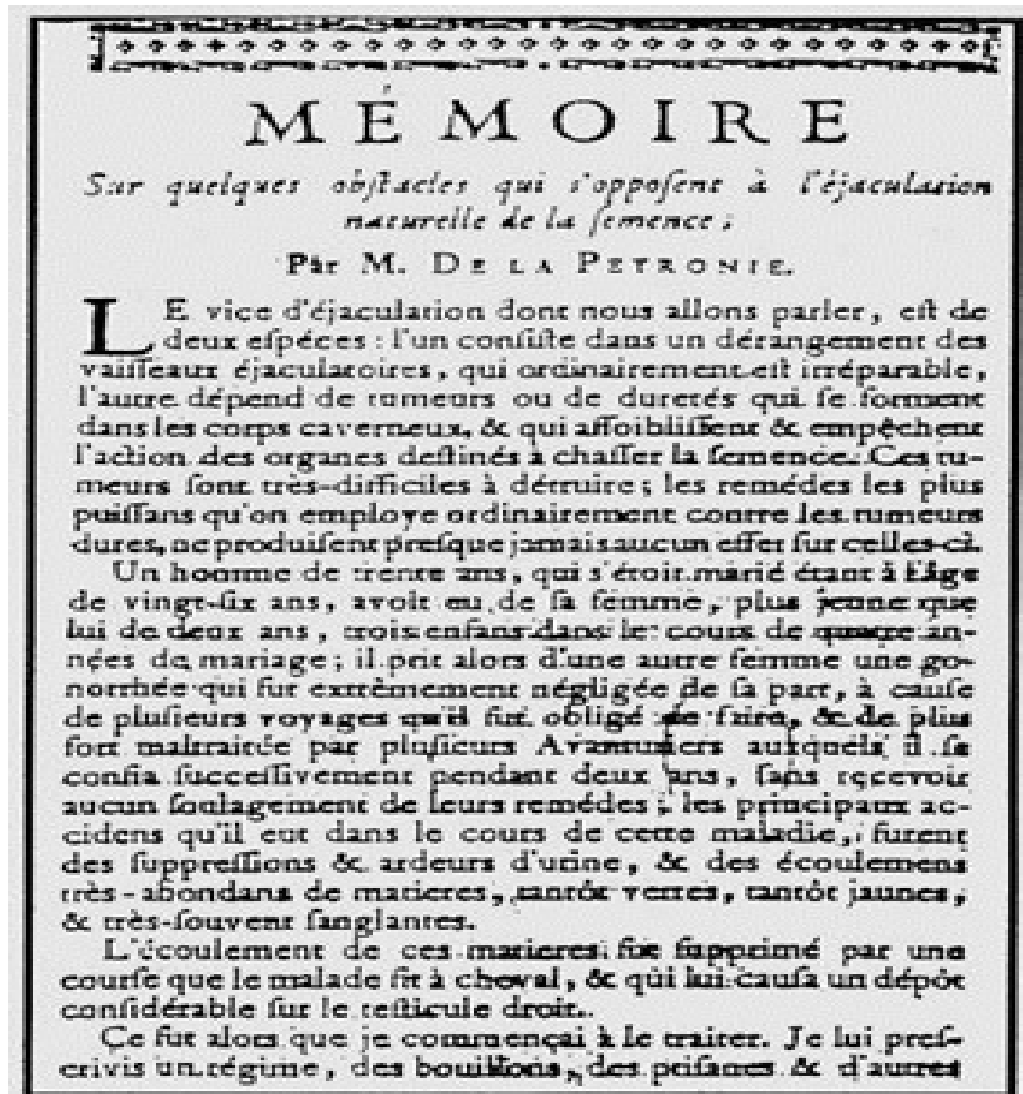 MÉMOIRE
Sur quelques obſtacles qui s'oppoſent à l'éjaculation
naturelle de la ſemence ;
Par M. DE LA PETRONIE.
LE vice d'éjaculation dont nous allons parler, eſt de
deux eſpéces : l'un conſiſte dans un dérangement des
vaiſſeaux éjaculatoires, qui ordinairement eſt irréparable,
l'autre dépend de tumeurs ou de duretés qui ſe forment
dans les corps caverneux, & qui affoibliſſent & empêchent
l'action des organes deſtinés à chaſſer la ſemence. Ces tu-
meurs ſont très-difficiles à détruire ; les remédes les plus
puiſſans qu'on employe ordinairement contre les tumeurs
dures, ne produiſent preſque jamais aucun effet ſur celles-ci.
Un homme de trente ans, qui s'étoit marié étant à l'âge
de vingt-ſix ans, avoit eu de ſa femme, plus jeune que
lui de deux ans, trois enfans dans le cours de quatre an-
nées de mariage ; il prit alors d'une autre femme une go-
norrhée qui fut extrêmement négligée de ſa part, à cauſe
de pluſieurs voyages qu'il fut obligé de faire, & de plus
fort maltraitée par pluſieurs Avanturiers auxquels il ſe
confia ſucceſſivement pendant deux ans, ſans recevoir
aucun ſoulagement de leurs remédes ; les principaux ac-
cidens qu'il eut dans le cours de cette maladie, furent
des ſuppreſſions & ardeurs d'urine, & des écoulemens
très-abondans de matieres, tantôt vertes, tantôt jaunes,
& très-ſouvent ſanglantes.
L'écoulement de ces matieres fut ſupprimé par une
courſe que le malade fit à cheval, & qui lui cauſa un dépôt
conſidérable ſur le teſticule droit.
Ce fut alors que je commençai à le traiter. Je lui preſ-
crivis un régime, des bouillons, des ptiſanes & d'autres